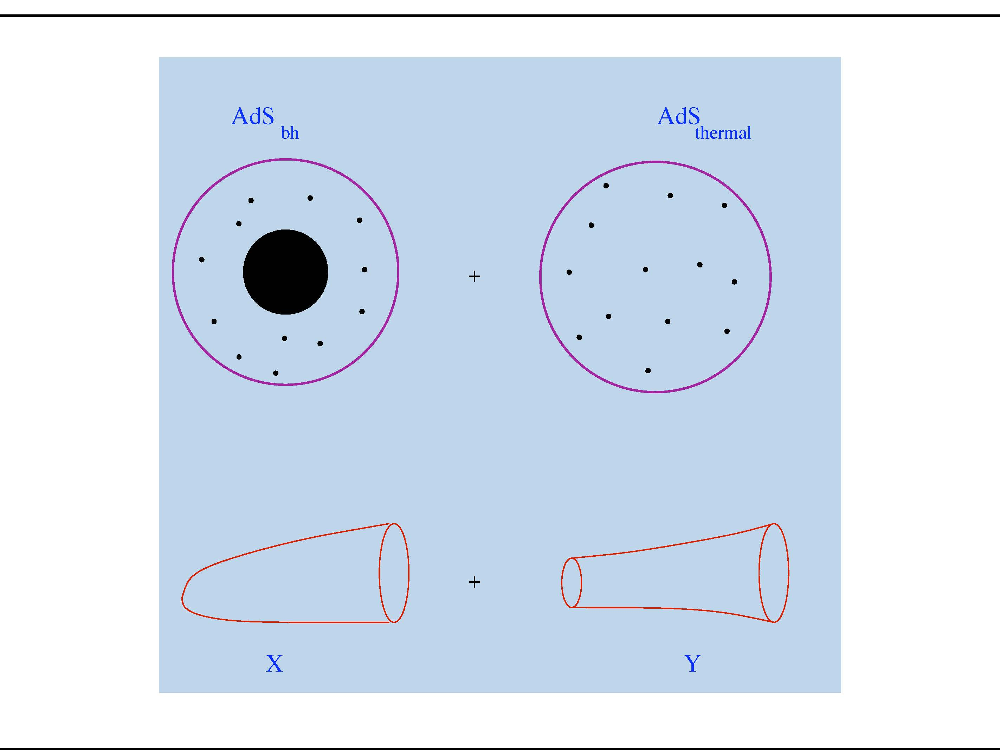 AdS bh
AdS thermal
+
+
X
Y